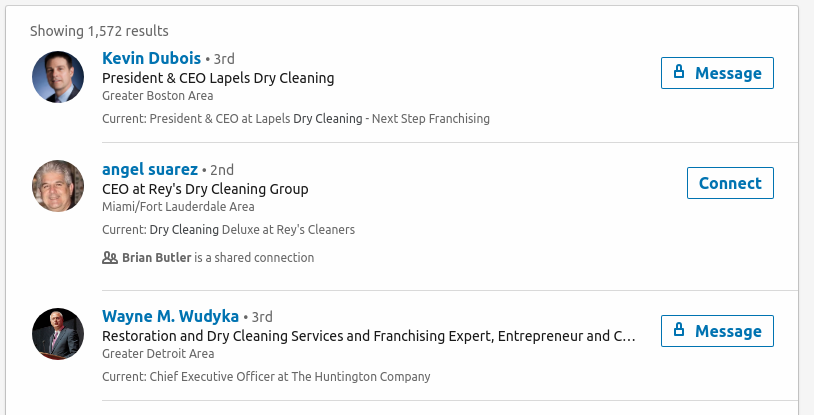 Showing 1,572 results
Kevin Dubois • 3rd
President & CEO Lapels Dry Cleaning
Greater Boston Area
Current: President & CEO at Lapels Dry Cleaning - Next Step Franchising
Message
angel suarez • 2nd
CEO at Rey's Dry Cleaning Group
Miami/Fort Lauderdale Area
Current: Dry Cleaning Deluxe at Rey's Cleaners
Brian Butler is a shared connection
Connect
Wayne M. Wudyka • 3rd
Restoration and Dry Cleaning Services and Franchising Expert, Entrepreneur and C…
Greater Detroit Area
Current: Chief Executive Officer at The Huntington Company
Message